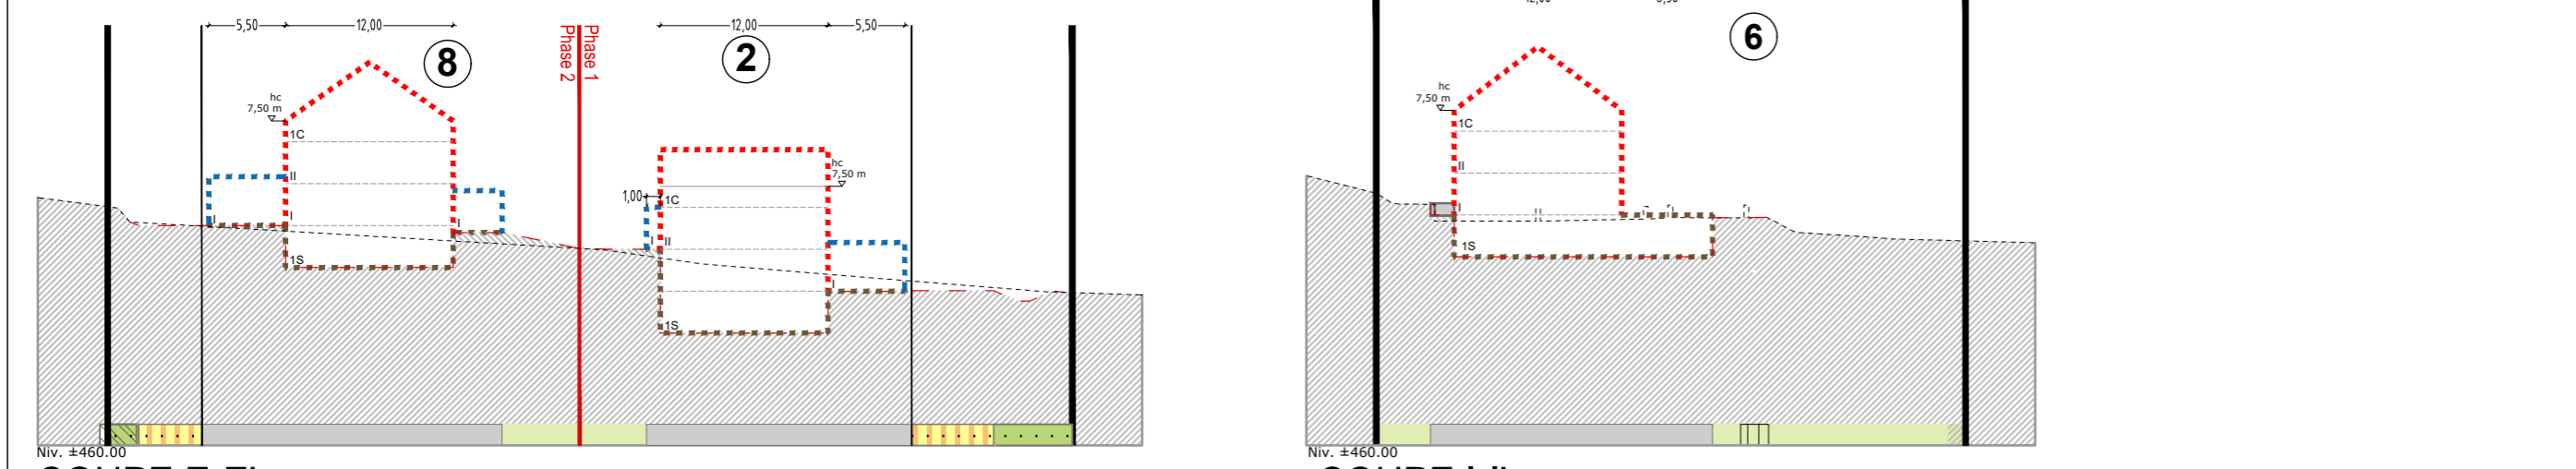 5,50
12,00
8
Phase 2
Phase 1
12,00
5,50
2
hc
7,50 m
1C
II
I
I
I
1S
1,00
hc
7,50 m
1C
I
II
I
1S
Niv. ±460.00
6
hc
7,50 m
1C
II
I
1S
Niv. ±460.00